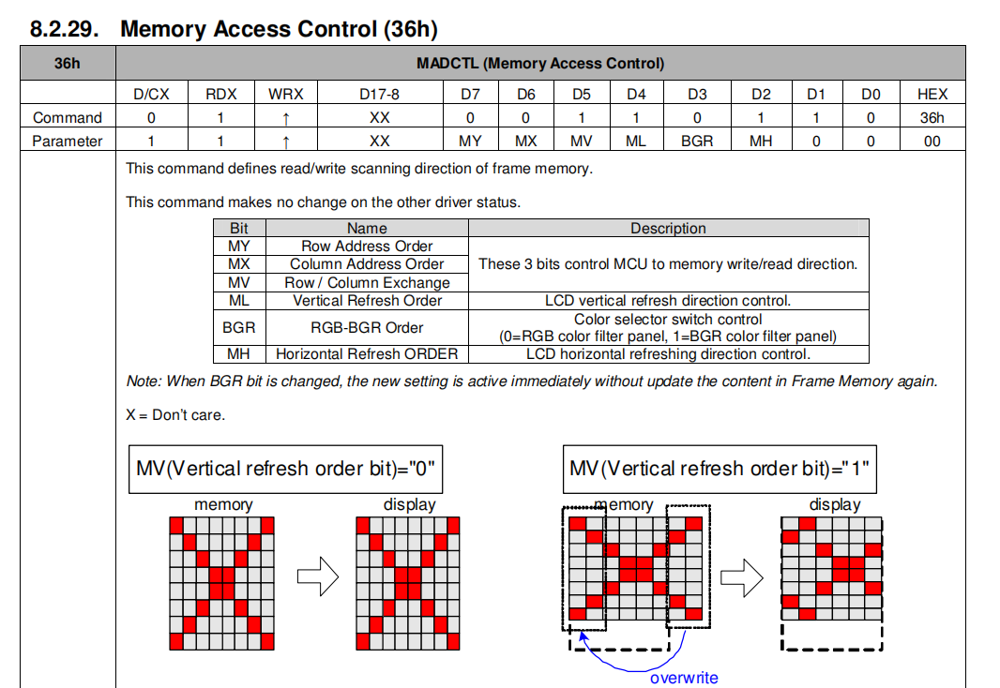 8.2.29. Memory Access Control (36h)
36h MADCTL (Memory Access Control)
D/CX RDX WRX D17-8 D7 D6 D5 D4 D3 D2 D1 D0 HEX
Command 0 1 ↑ XX 0 0 1 1 0 1 1 0 36h
Parameter 1 1 ↑ XX MY MX MV ML BGR MH 0 0 00
This command defines read/write scanning direction of frame memory.
This command makes no change on the other driver status.
Bit Name Description
MY Row Address Order
MX Column Address Order These 3 bits control MCU to memory write/read direction.
MV Row / Column Exchange
ML Vertical Refresh Order LCD vertical refresh direction control.
BGR RGB-BGR Order Color selector switch control
(0=RGB color filter panel, 1=BGR color filter panel)
MH Horizontal Refresh ORDER LCD horizontal refreshing direction control.
Note: When BGR bit is changed, the new setting is active immediately without update the content in Frame Memory again.
X = Don't care.
MV(Vertical refresh order bit)="0" MV(Vertical refresh order bit)="1"
memory display memory display
overwrite